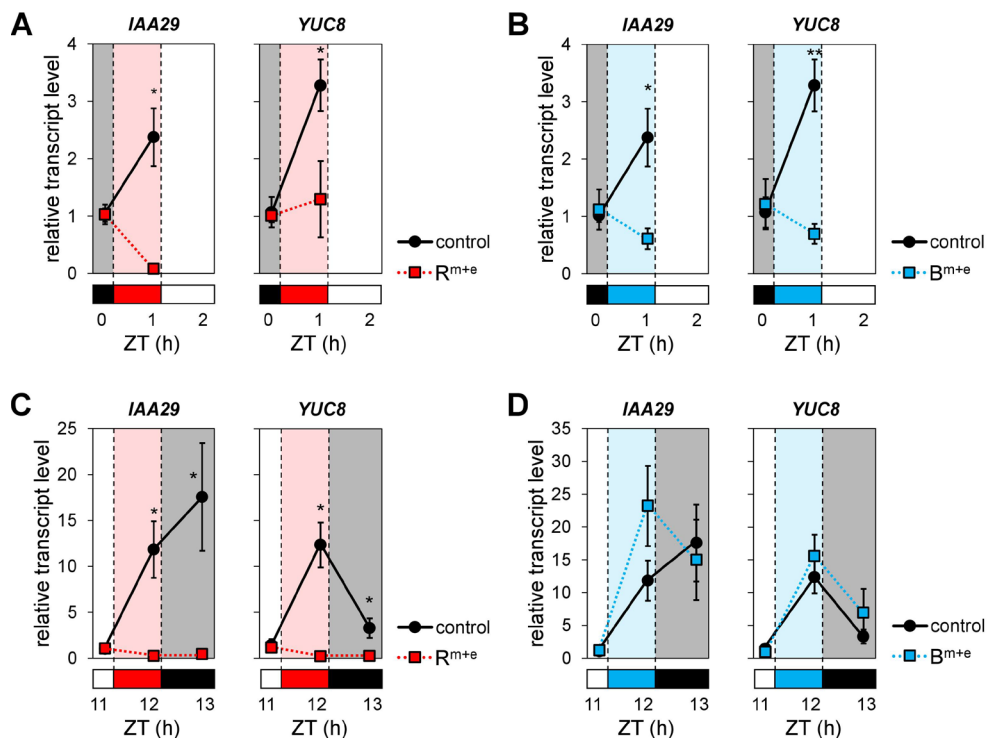 A
IAA29
YUC8
relative transcript level
4
3
2
1
0
*
*
control
R^m+e
0 1 2
0 1 2
ZT (h)
ZT (h)
B
IAA29
YUC8
relative transcript level
4
3
2
1
0
*
**
control
B^m+e
0 1 2
0 1 2
ZT (h)
ZT (h)
C
IAA29
YUC8
relative transcript level
25
20
15
10
5
0
*
*
*
*
control
R^m+e
11 12 13
11 12 13
ZT (h)
ZT (h)
D
IAA29
YUC8
relative transcript level
35
30
25
20
15
10
5
0
control
B^m+e
11 12 13
11 12 13
ZT (h)
ZT (h)